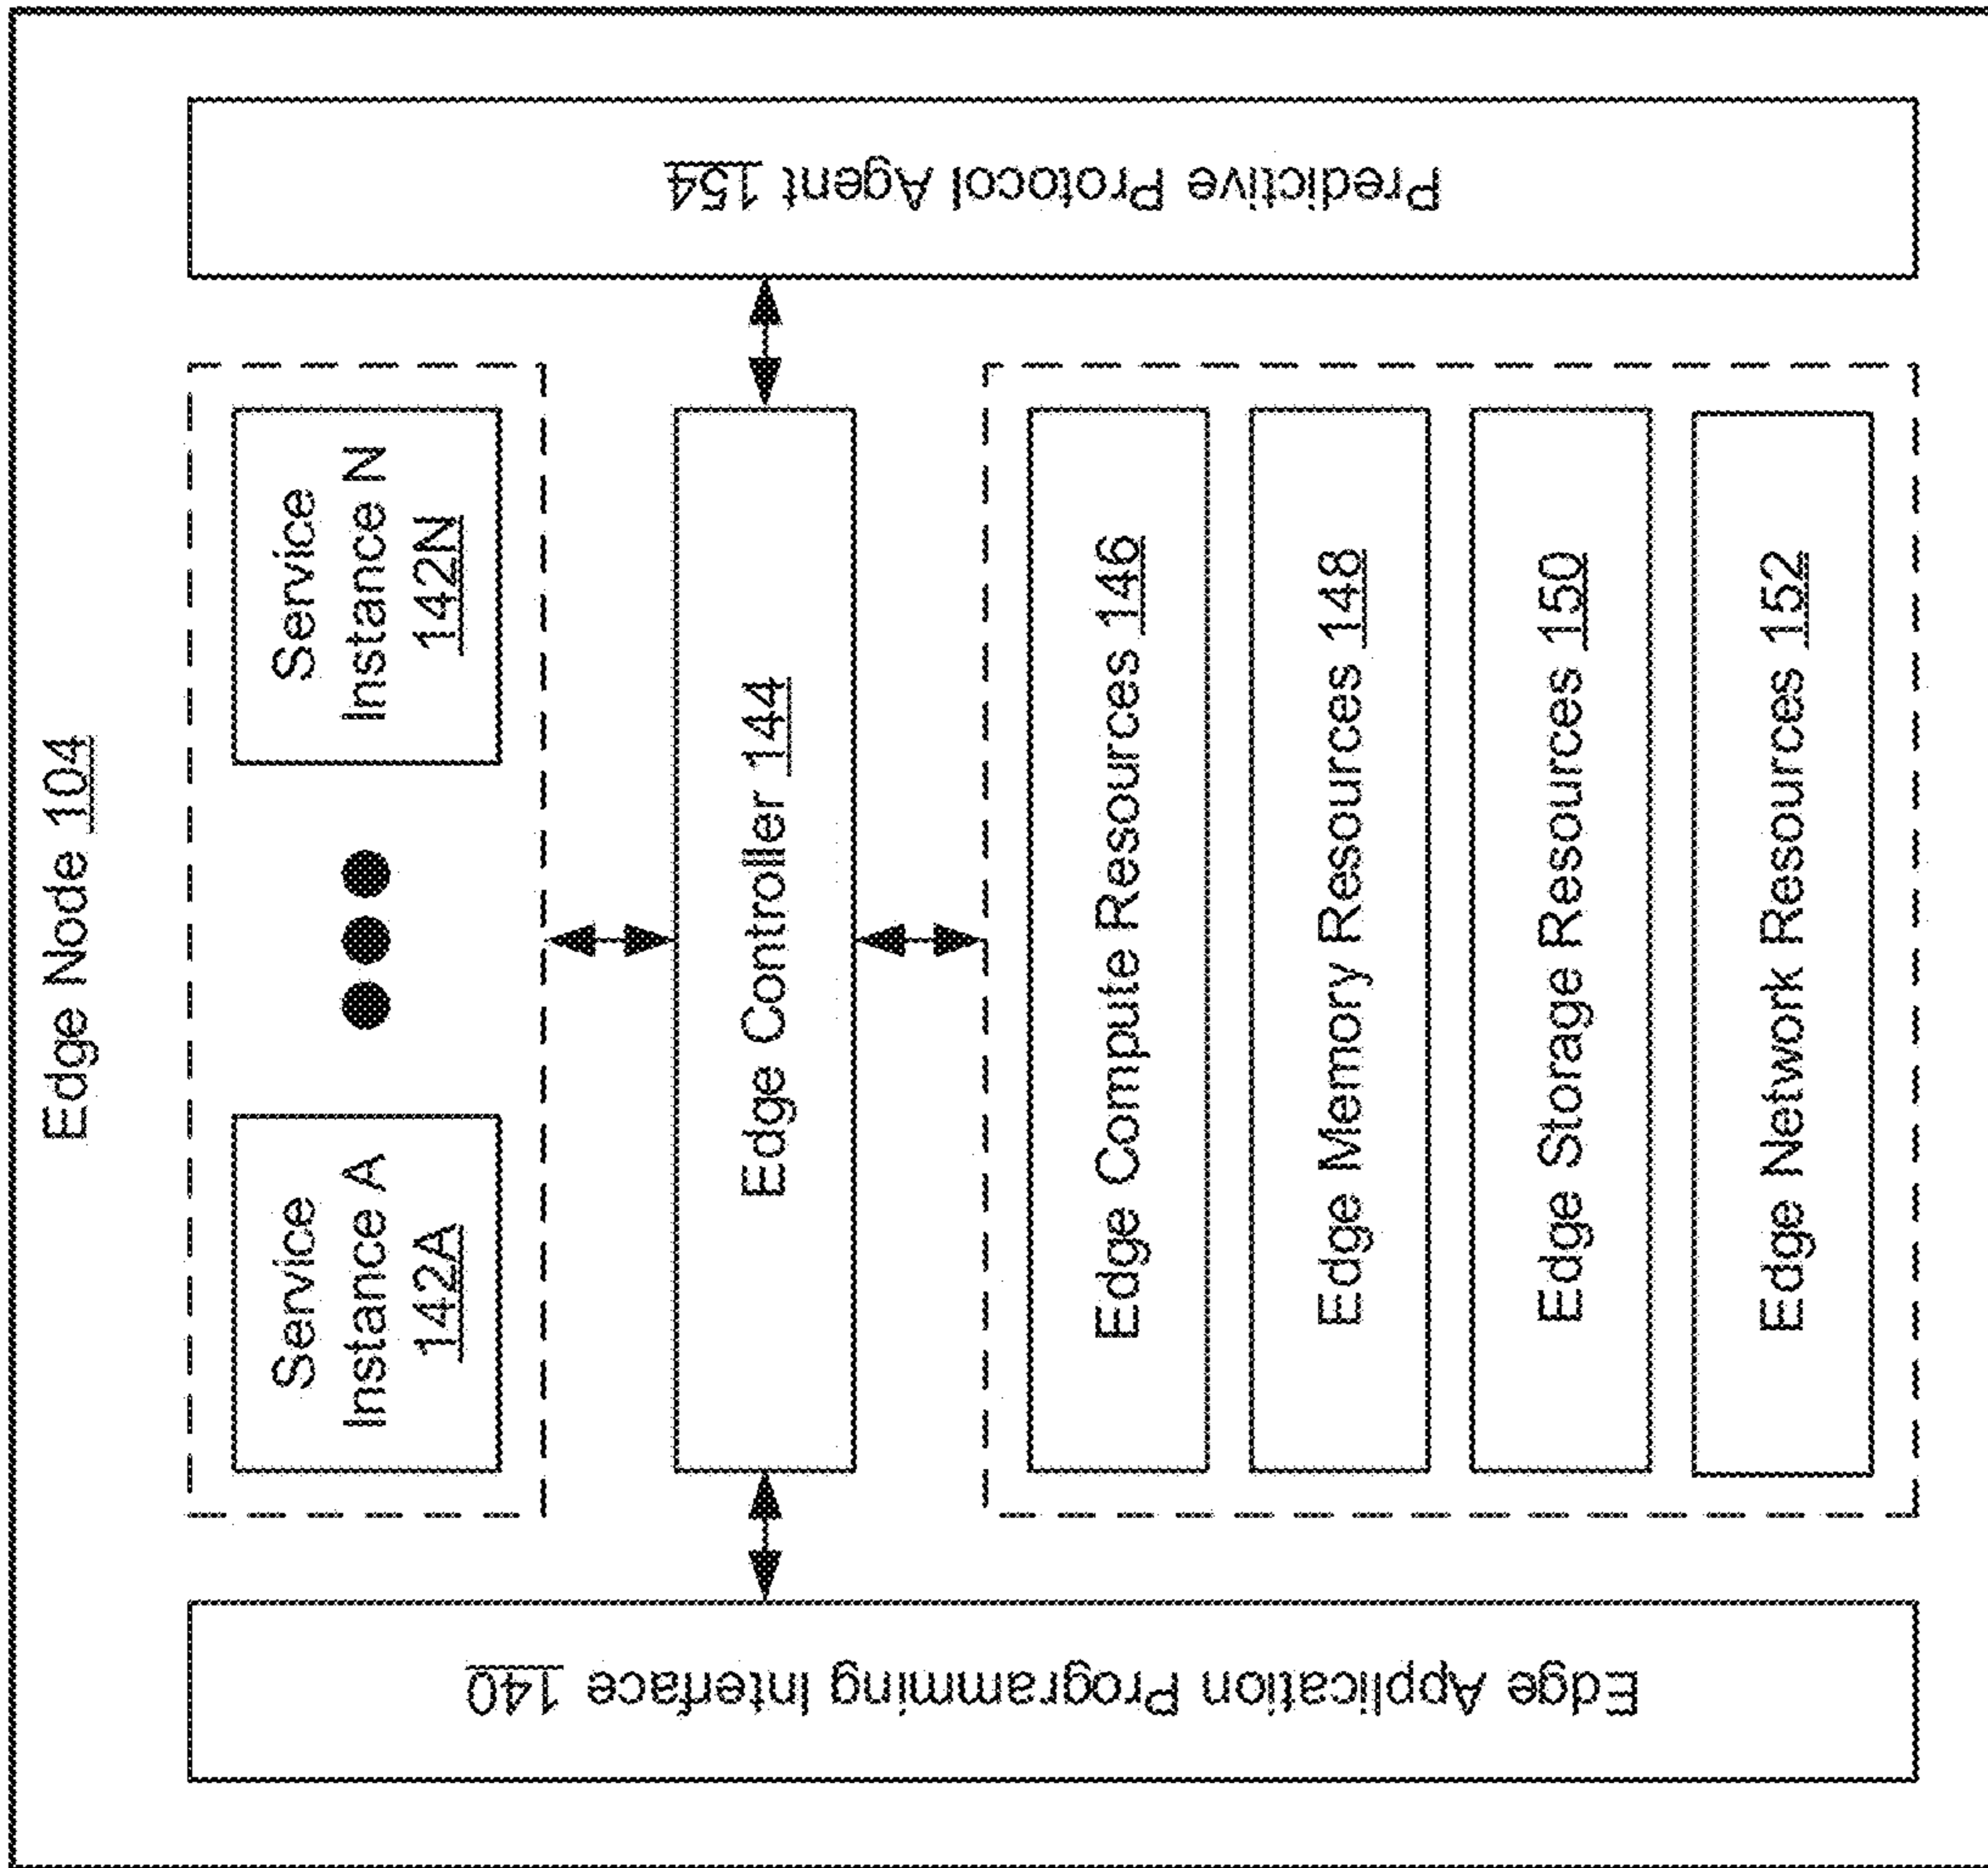 Edge Node 104
Edge Application Programming Interface 140
Service
Instance A
142A
Service
Instance N
142N
Edge Controller 144
Edge Compute Resources 146
Edge Memory Resources 148
Edge Storage Resources 150
Edge Network Resources 152
Predictive Protocol Agent 154